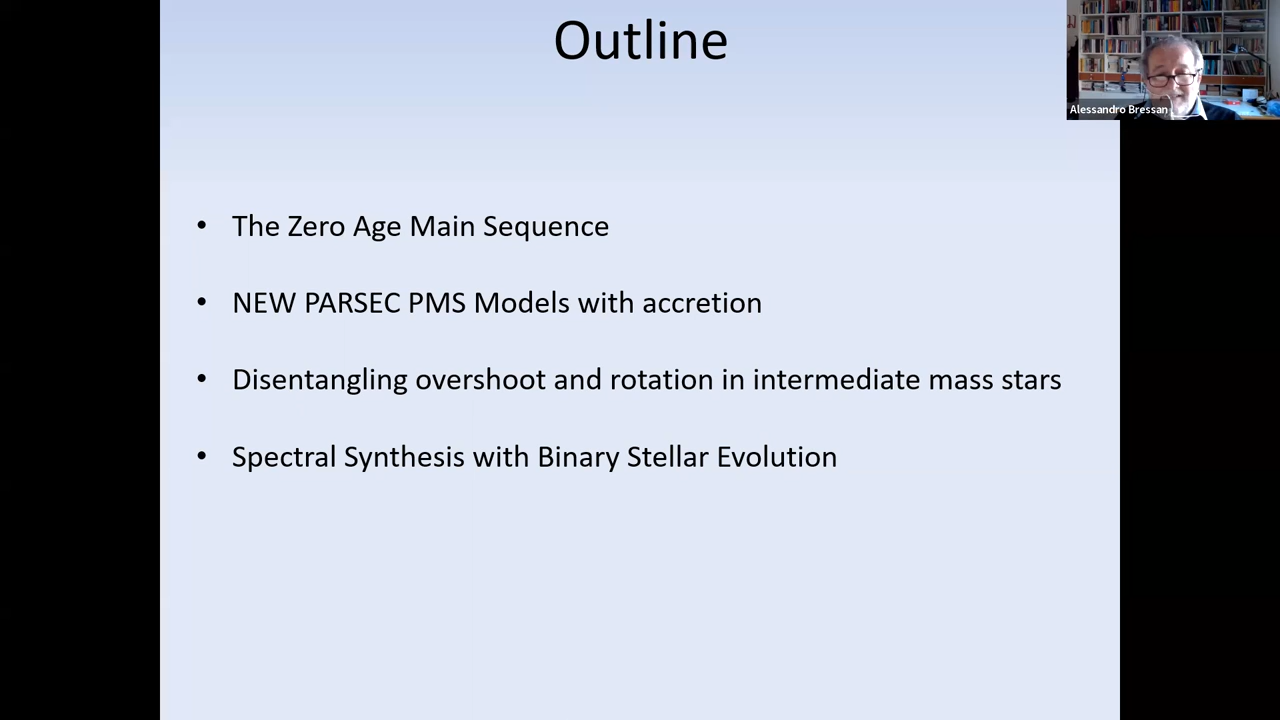 Outline
Alessandro Bressan
• The Zero Age Main Sequence
• NEW PARSEC PMS Models with accretion
• Disentangling overshoot and rotation in intermediate mass stars
• Spectral Synthesis with Binary Stellar Evolution